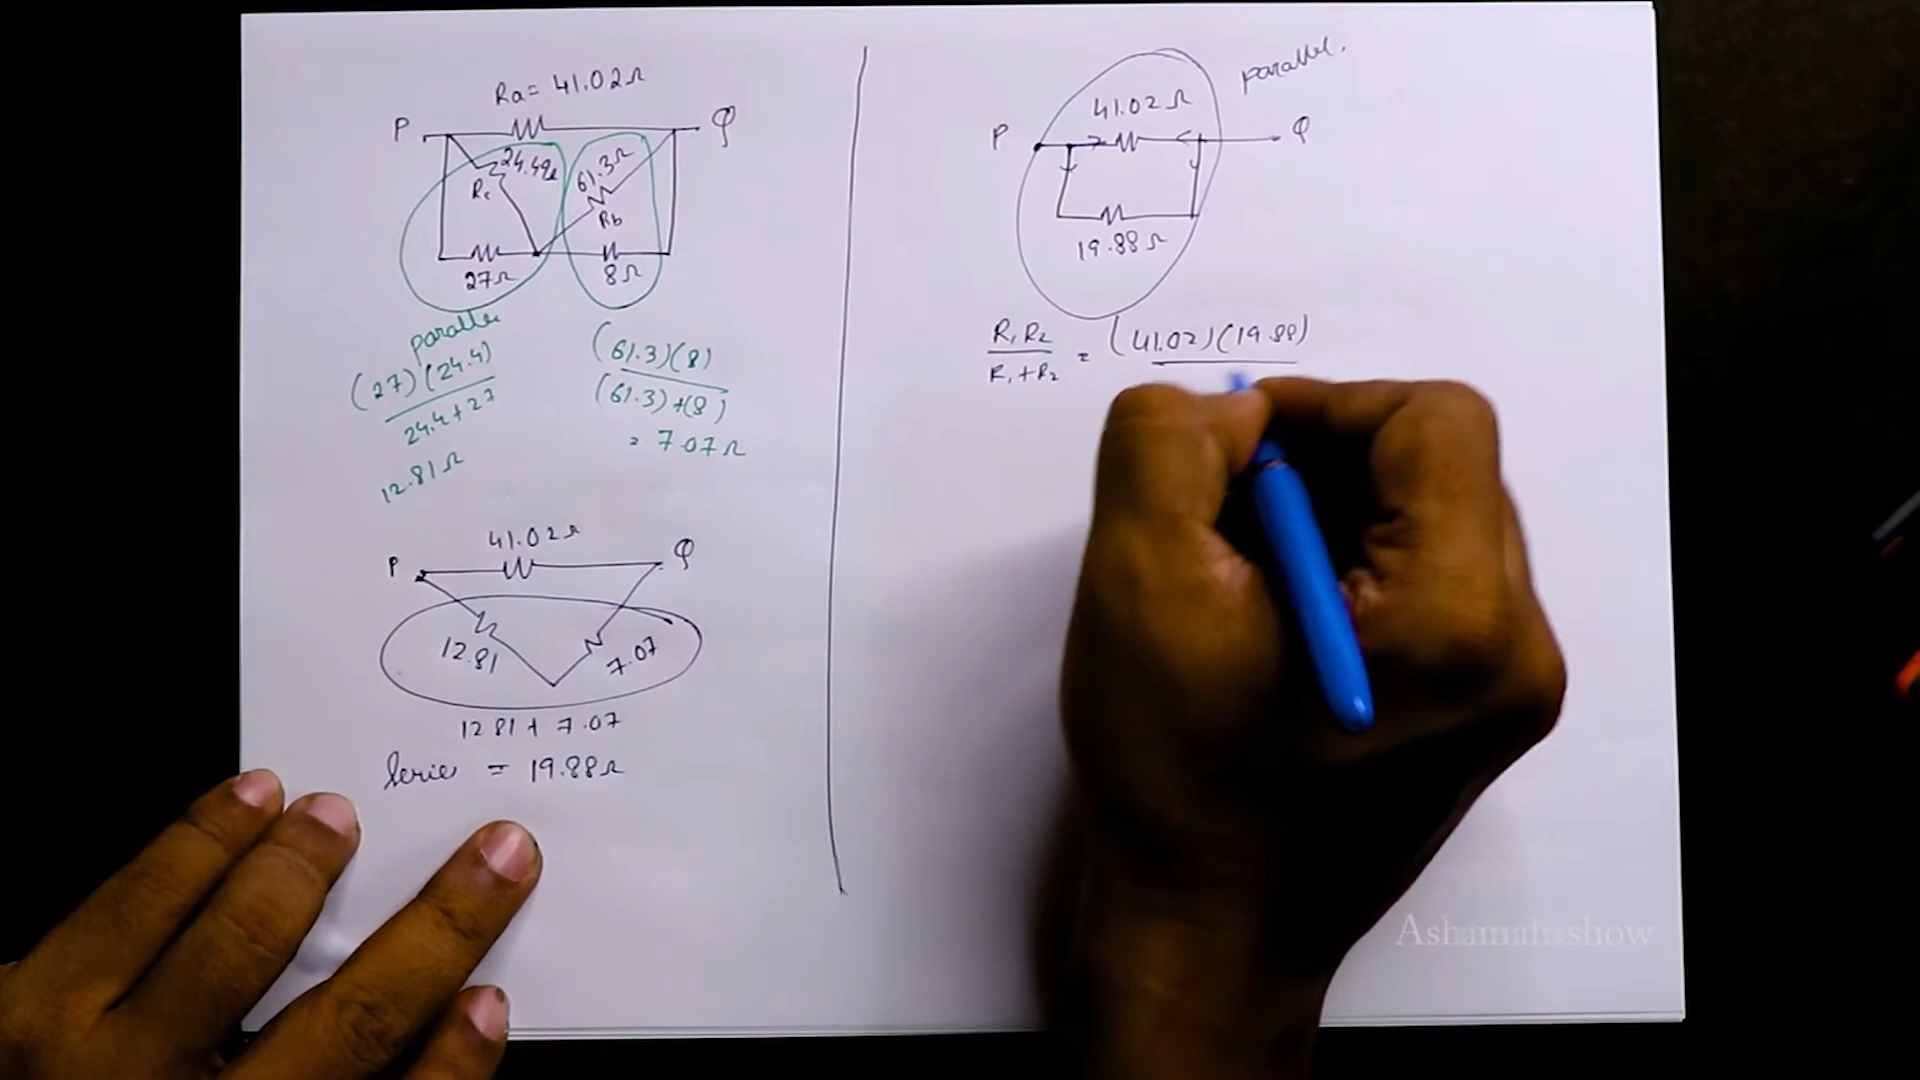 Ra = 41.02Ω
P
Q
24.49Ω
Rc
61.3Ω
Rb
27Ω
8Ω
parallel
(27)(24.4)
24.4+27
12.81Ω
(61.3)(8)
(61.3)+(8)
= 7.07Ω
41.02Ω
P
Q
12.81
7.07
12.81 + 7.07
Series = 19.88Ω
parallel.
41.02Ω
P
Q
19.88Ω
R₁R₂ = (41.02)(19.88)
R₁+R₂